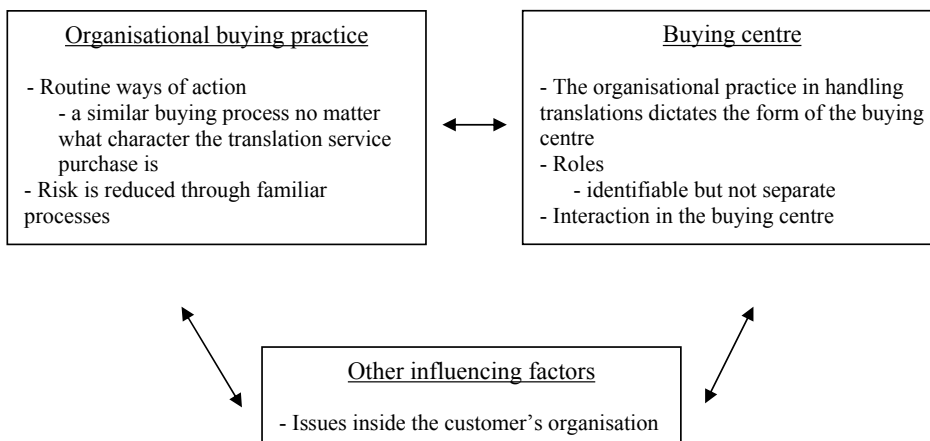 Organisational buying practice
- Routine ways of action
- a similar buying process no matter
what character the translation service
purchase is
- Risk is reduced through familiar
processes
Buying centre
- The organisational practice in handling
translations dictates the form of the buying
centre
- Roles
- identifiable but not separate
- Interaction in the buying centre
Other influencing factors
- Issues inside the customer's organisation